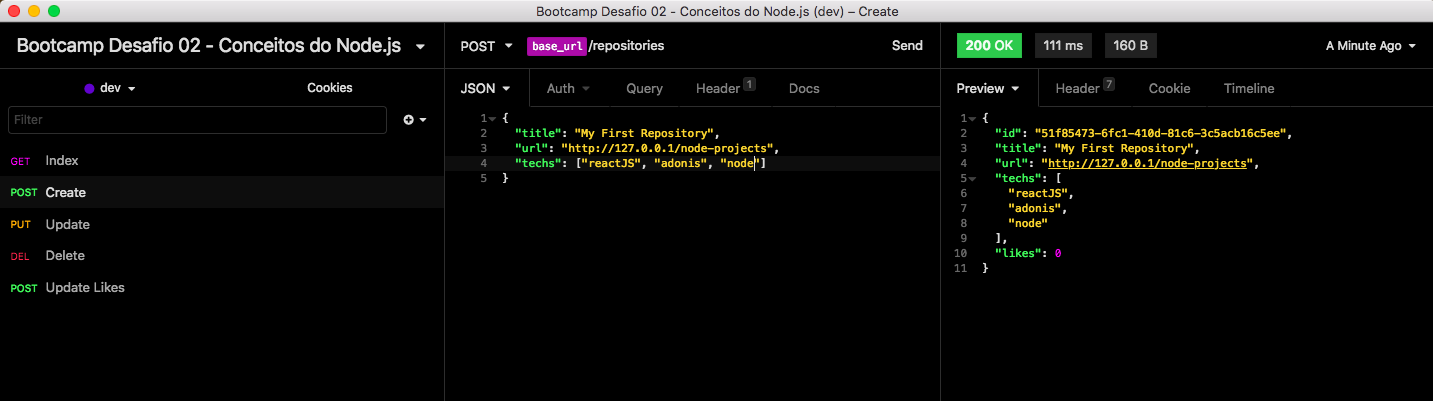 Bootcamp Desafio 02 - Conceitos do Node.js (dev) – Create
Bootcamp Desafio 02 - Conceitos do Node.js
dev
Cookies
Filter
GET Index
POST Create
PUT Update
DEL Delete
POST Update Likes
POST base_url/repositories Send
JSON Auth Query Header 1 Docs
1 {
2 "title": "My First Repository",
3 "url": "http://127.0.0.1/node-projects",
4 "techs": ["reactJS", "adonis", "node"]
5 }
200 OK 111 ms 160 B A Minute Ago
Preview Header 7 Cookie Timeline
1 {
2 "id": "51f85473-6fc1-410d-81c6-3c5acb16c5ee",
3 "title": "My First Repository",
4 "url": "http://127.0.0.1/node-projects",
5 "techs": [
6 "reactJS",
7 "adonis",
8 "node"
9 ],
10 "likes": 0
11 }